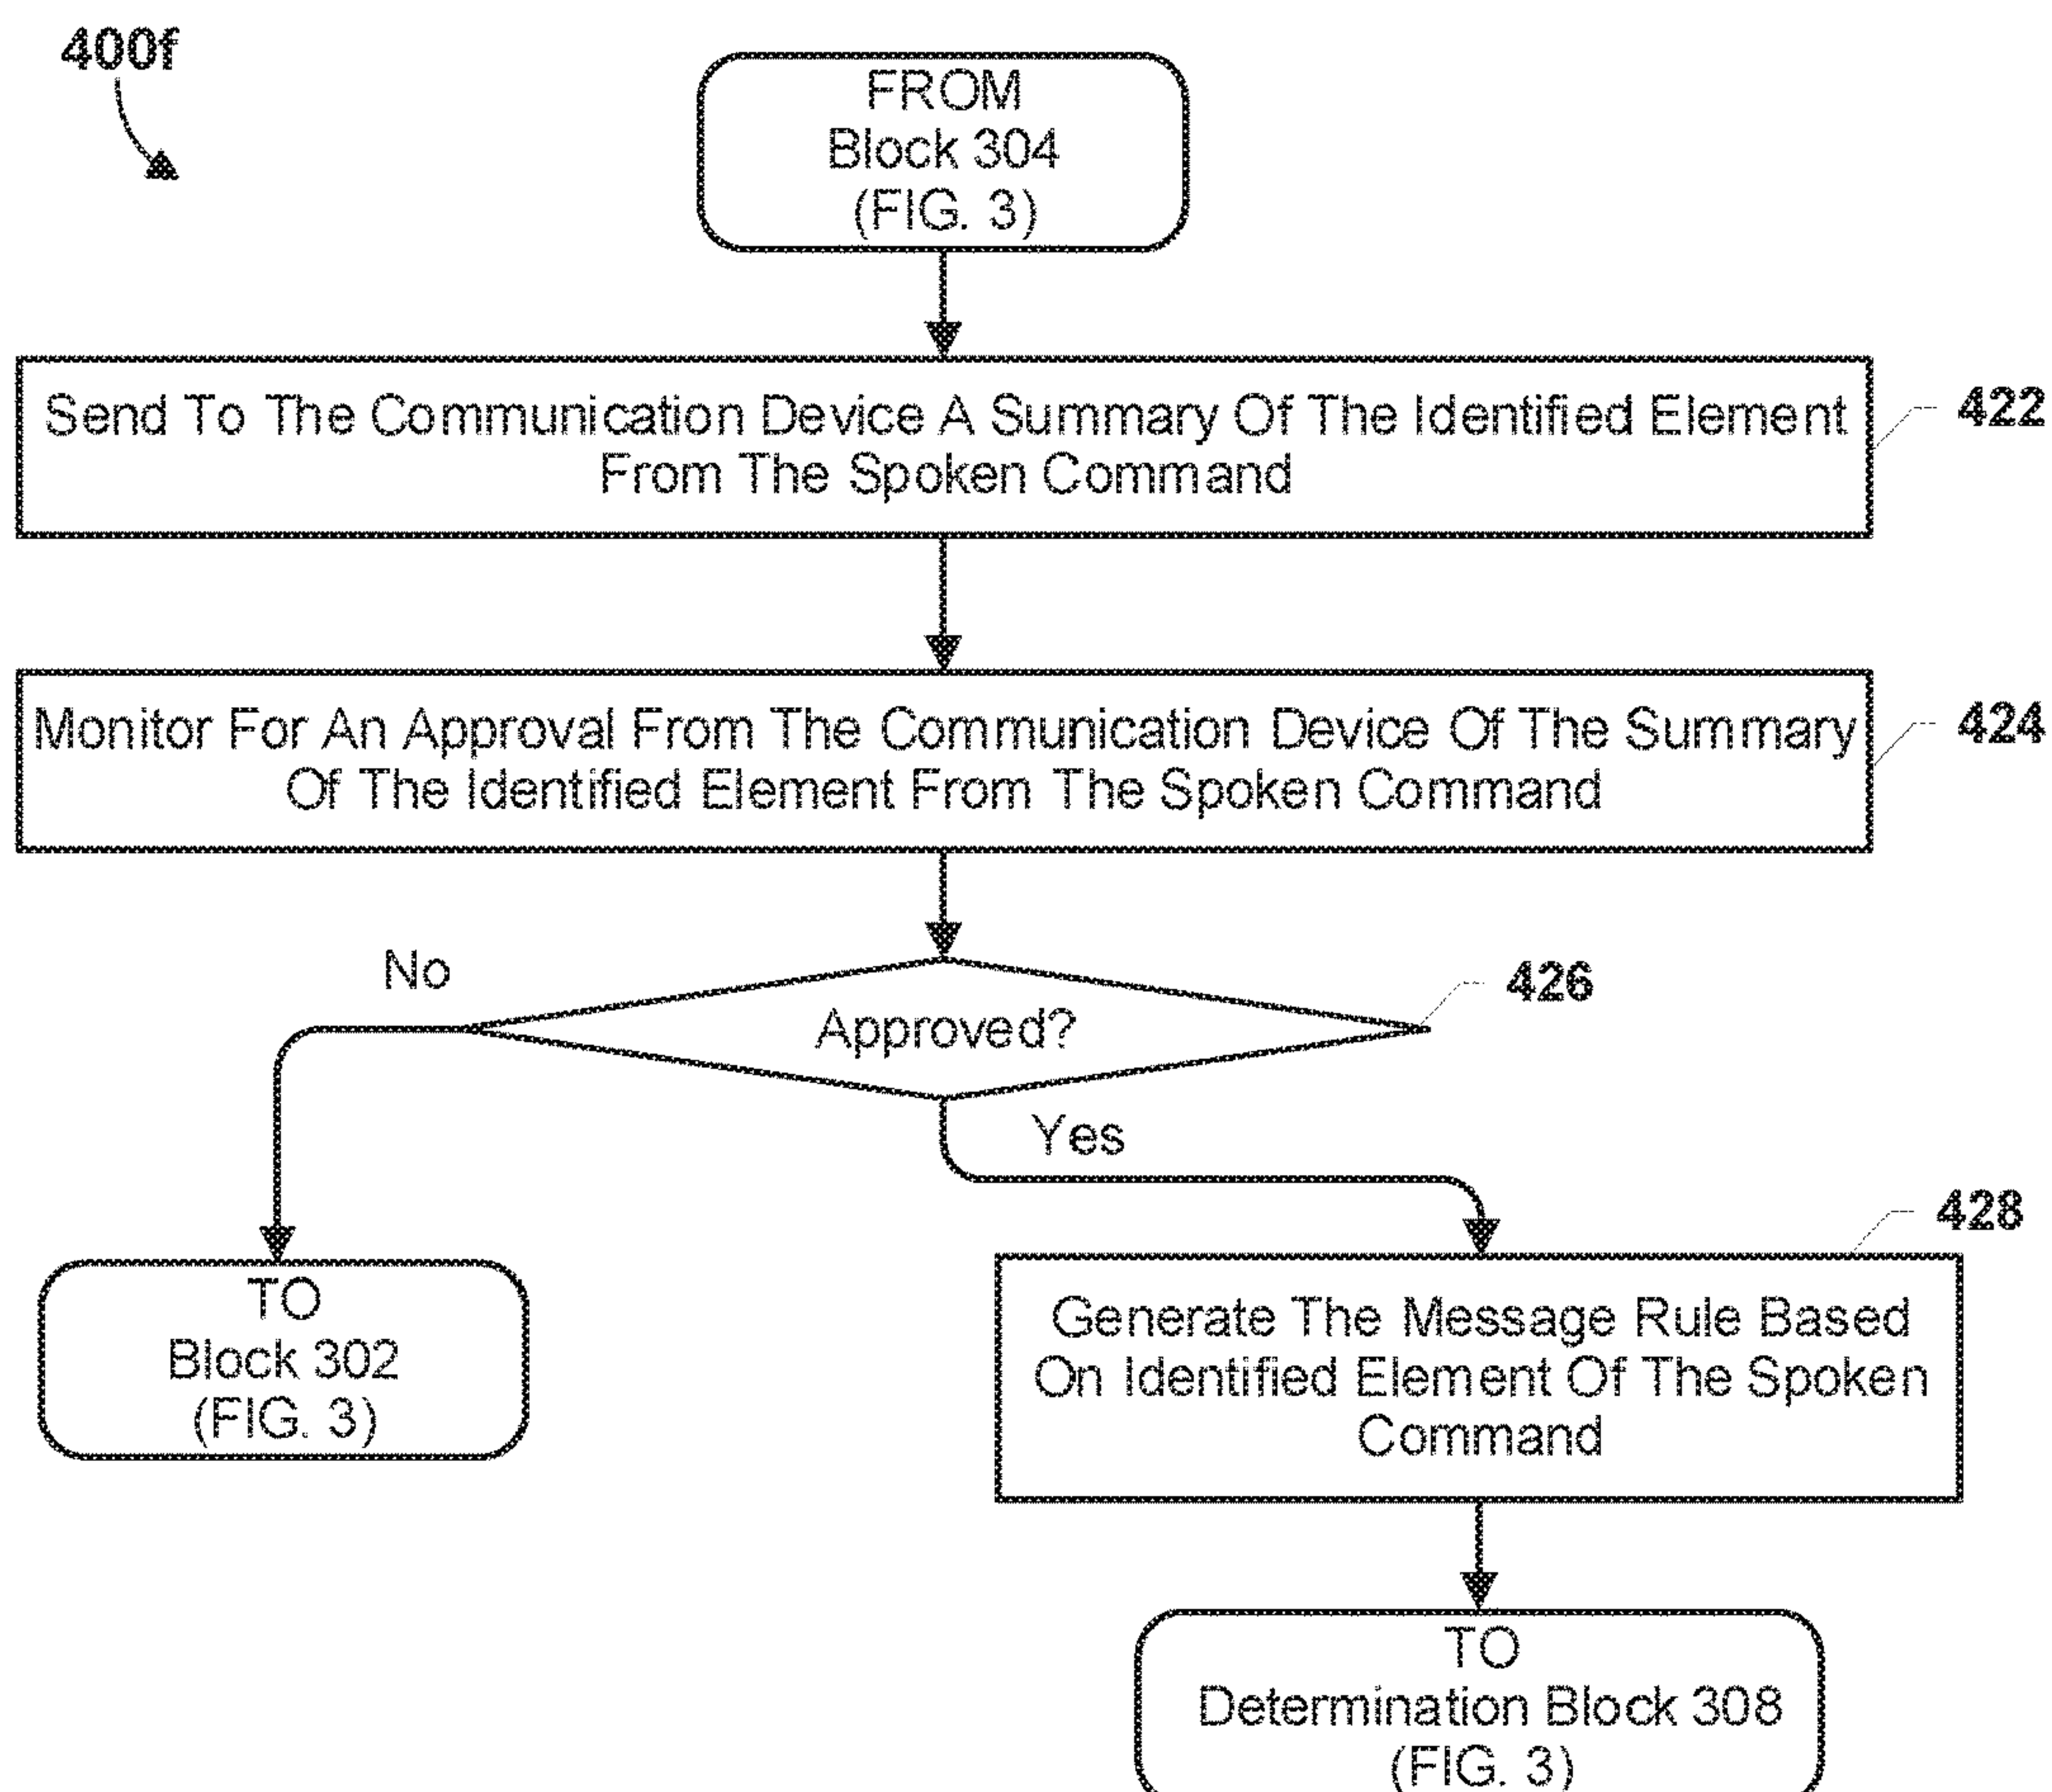 400f
FROM
Block 304
(FIG. 3)
Send To The Communication Device A Summary Of The Identified Element
From The Spoken Command
422
Monitor For An Approval From The Communication Device Of The Summary
Of The Identified Element From The Spoken Command
424
No
Approved?
426
Yes
428
TO
Block 302
(FIG. 3)
Generate The Message Rule Based
On Identified Element Of The Spoken
Command
TO
Determination Block 308
(FIG. 3)